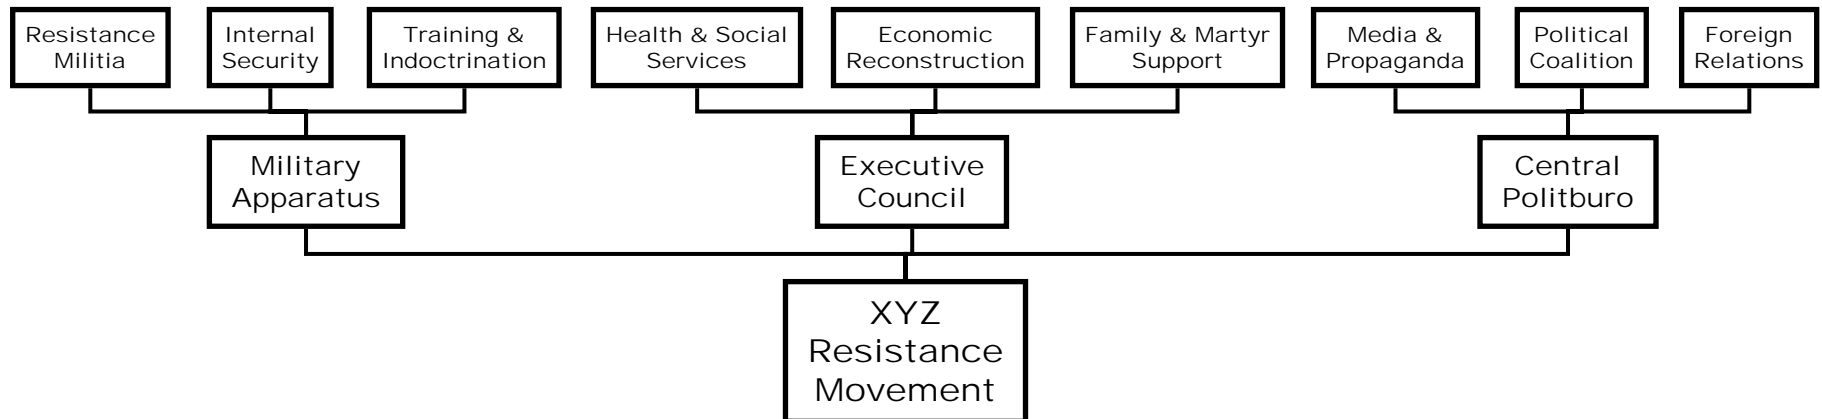 Resistance
Militia
Internal
Security
Training &
Indoctrination
Health & Social
Services
Economic
Reconstruction
Family & Martyr
Support
Media &
Propaganda
Political
Coalition
Foreign
Relations
Military
Apparatus
Executive
Council
Central
Politburo
XYZ
Resistance
Movement